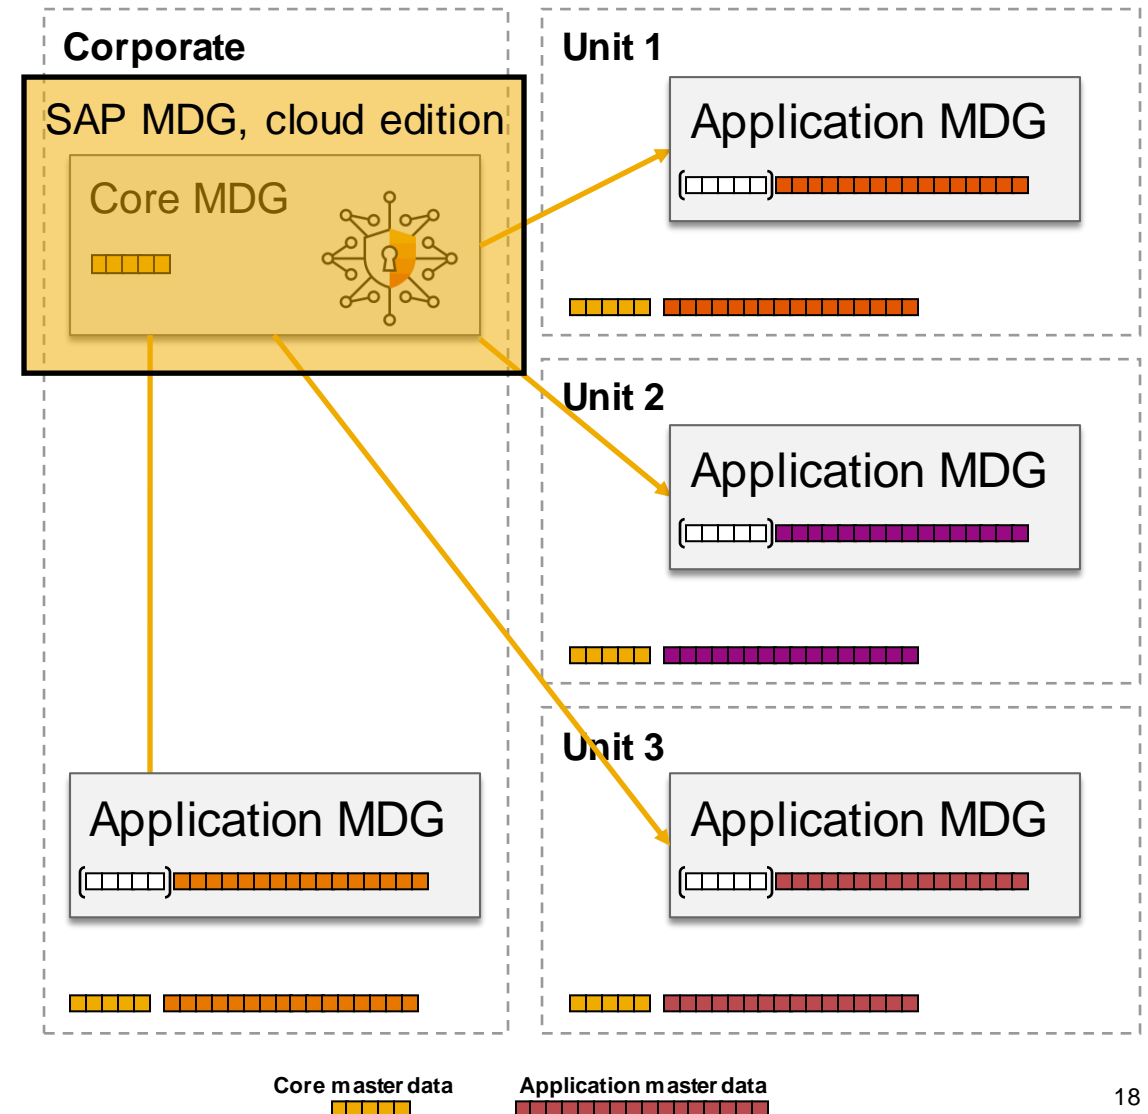 Corporate
SAP MDG, cloud edition
Core MDG
Application MDG
Unit 1
Application MDG
Unit 2
Application MDG
Unit 3
Application MDG
Core master data
Application master data
18